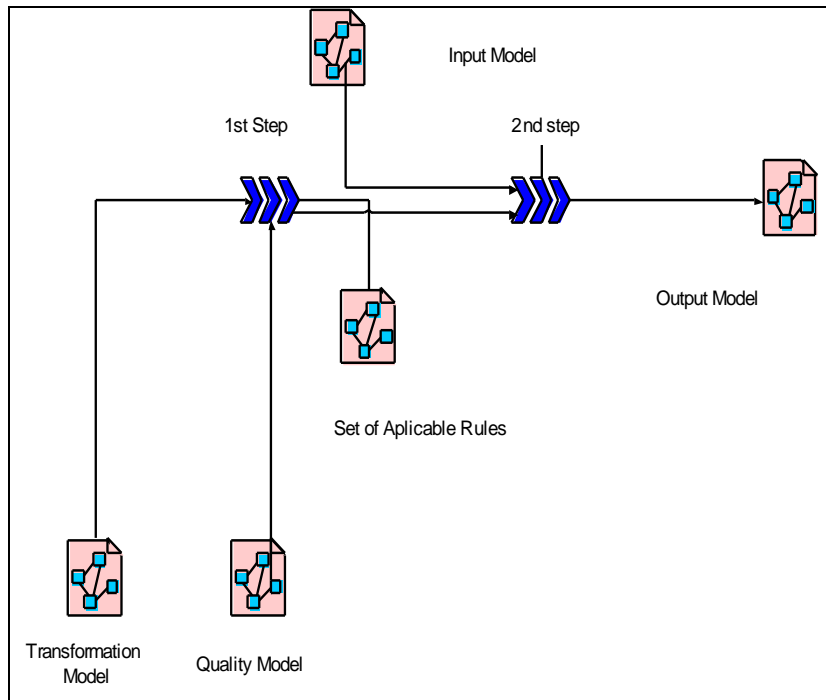 Input Model
1st Step
2nd step
Output Model
Set of Aplicable Rules
Transformation
Model
Quality Model